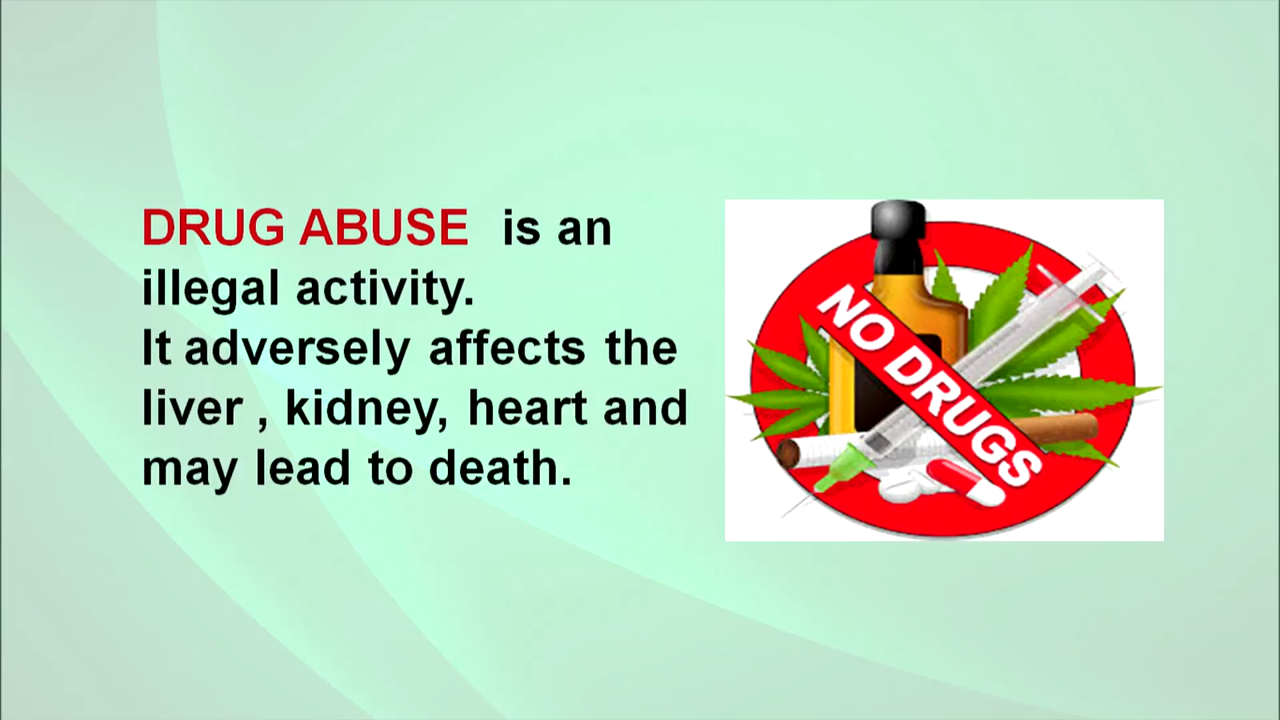 DRUG ABUSE is an
illegal activity.
It adversely affects the
liver , kidney, heart and
may lead to death.
NO DRUGS